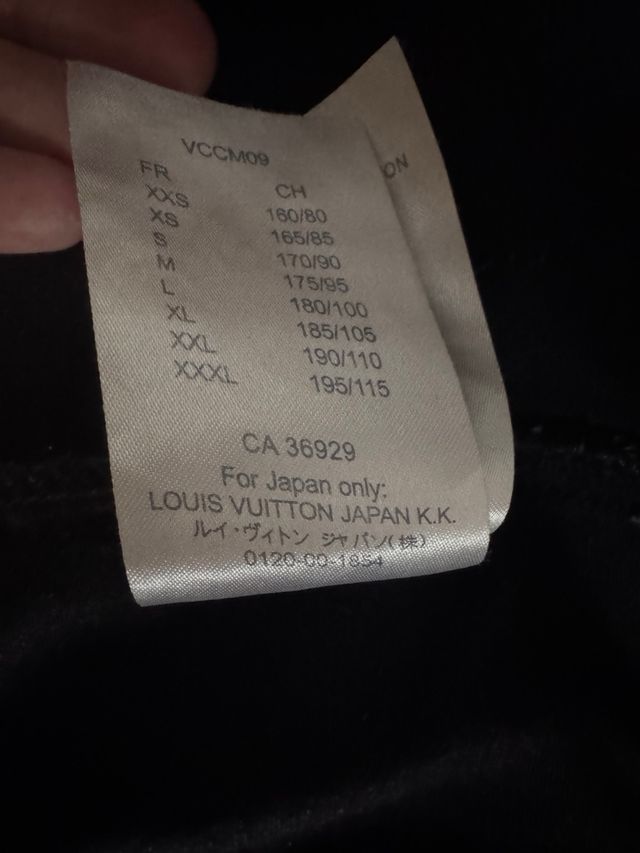 VCCM09
FR CH
XXS 160/80
XS 165/85
S 170/90
M 175/95
L 180/100
XL 185/105
XXL 190/110
XXXL 195/115
CA 36929
For Japan only:
LOUIS VUITTON JAPAN K.K.
ルイ・ヴィトン ジャパン(株)
0120-00-1854
ON